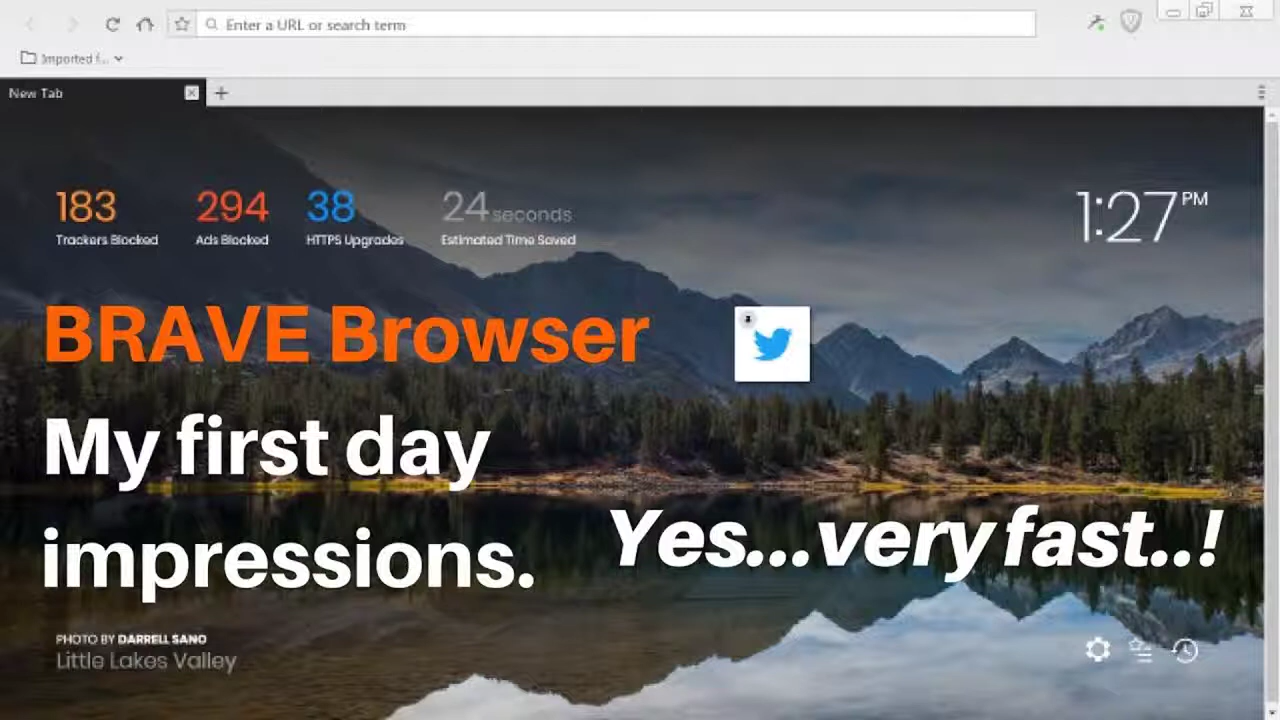 Enter a URL or search term
Imported f...
New Tab
183
Trackers Blocked
294
Ads Blocked
38
HTTPS Upgrades
24 seconds
Estimated Time Saved
1:27 PM
BRAVE Browser
My first day
impressions.
Yes...very fast..!
PHOTO BY DARRELL SANO
Little Lakes Valley